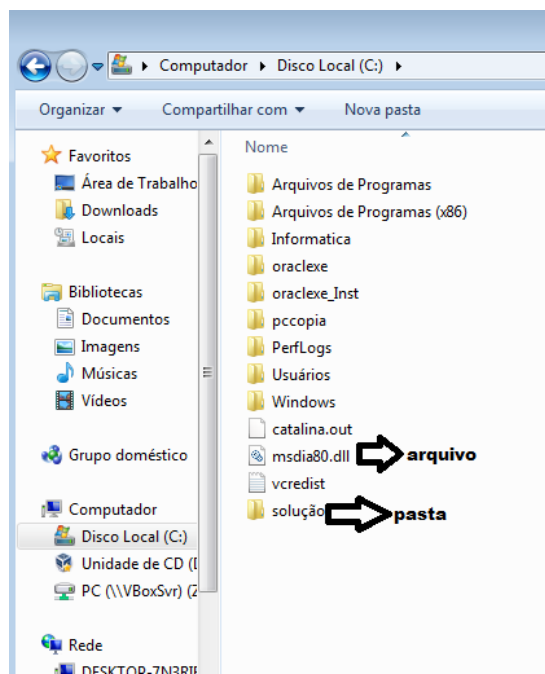 Computador ▸ Disco Local (C:) ▸
Organizar Compartilhar com Nova pasta
Favoritos
Área de Trabalho
Downloads
Locais
Bibliotecas
Documentos
Imagens
Músicas
Vídeos
Grupo doméstico
Computador
Disco Local (C:)
Unidade de CD (
PC (\\VBoxSvr) (Z
Rede
DESKTOP-7N3RI
Nome
Arquivos de Programas
Arquivos de Programas (x86)
Informatica
oraclexe
oraclexe_Inst
pccopia
PerfLogs
Usuários
Windows
catalina.out
msdia80.dll arquivo
vcredist
solução pasta